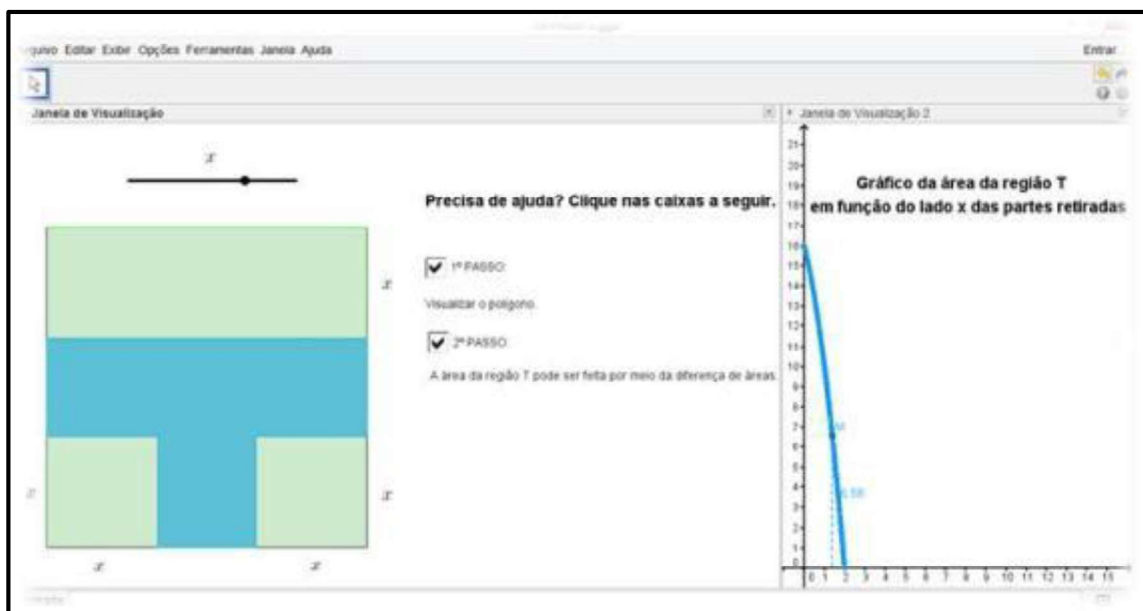 Editar Exibir Opções Ferramentas Janela Ajuda
Entrar
Janela de Visualização
Janela de Visualização 2
x
Precisa de ajuda? Clique nas caixas a seguir.
1º PASSO:
Visualizar o polígono.
2º PASSO:
A área da região T pode ser feita por meio da diferença de áreas.
x
x
x
x
x
Gráfico da área da região T
em função do lado x das partes retiradas
21
20
19
18
17
16
15
14
13
12
11
10
9
8
7
6
5
4
3
2
1
0
M
0 1 2 3 4 5 6 7 8 9 10 11 12 13 14 15